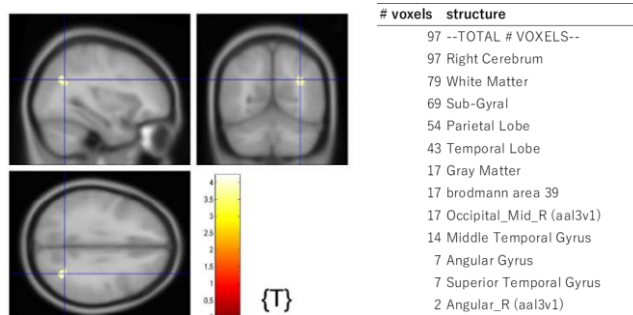 # voxels structure
97 --TOTAL # VOXELS--
97 Right Cerebrum
79 White Matter
69 Sub-Gyral
54 Parietal Lobe
43 Temporal Lobe
17 Gray Matter
17 brodmann area 39
17 Occipital_Mid_R (aal3v1)
14 Middle Temporal Gyrus
7 Angular Gyrus
7 Superior Temporal Gyrus
2 Angular_R (aal3v1)
4
3.5
3
2.5
2
1.5
1
0.5
0
{T}